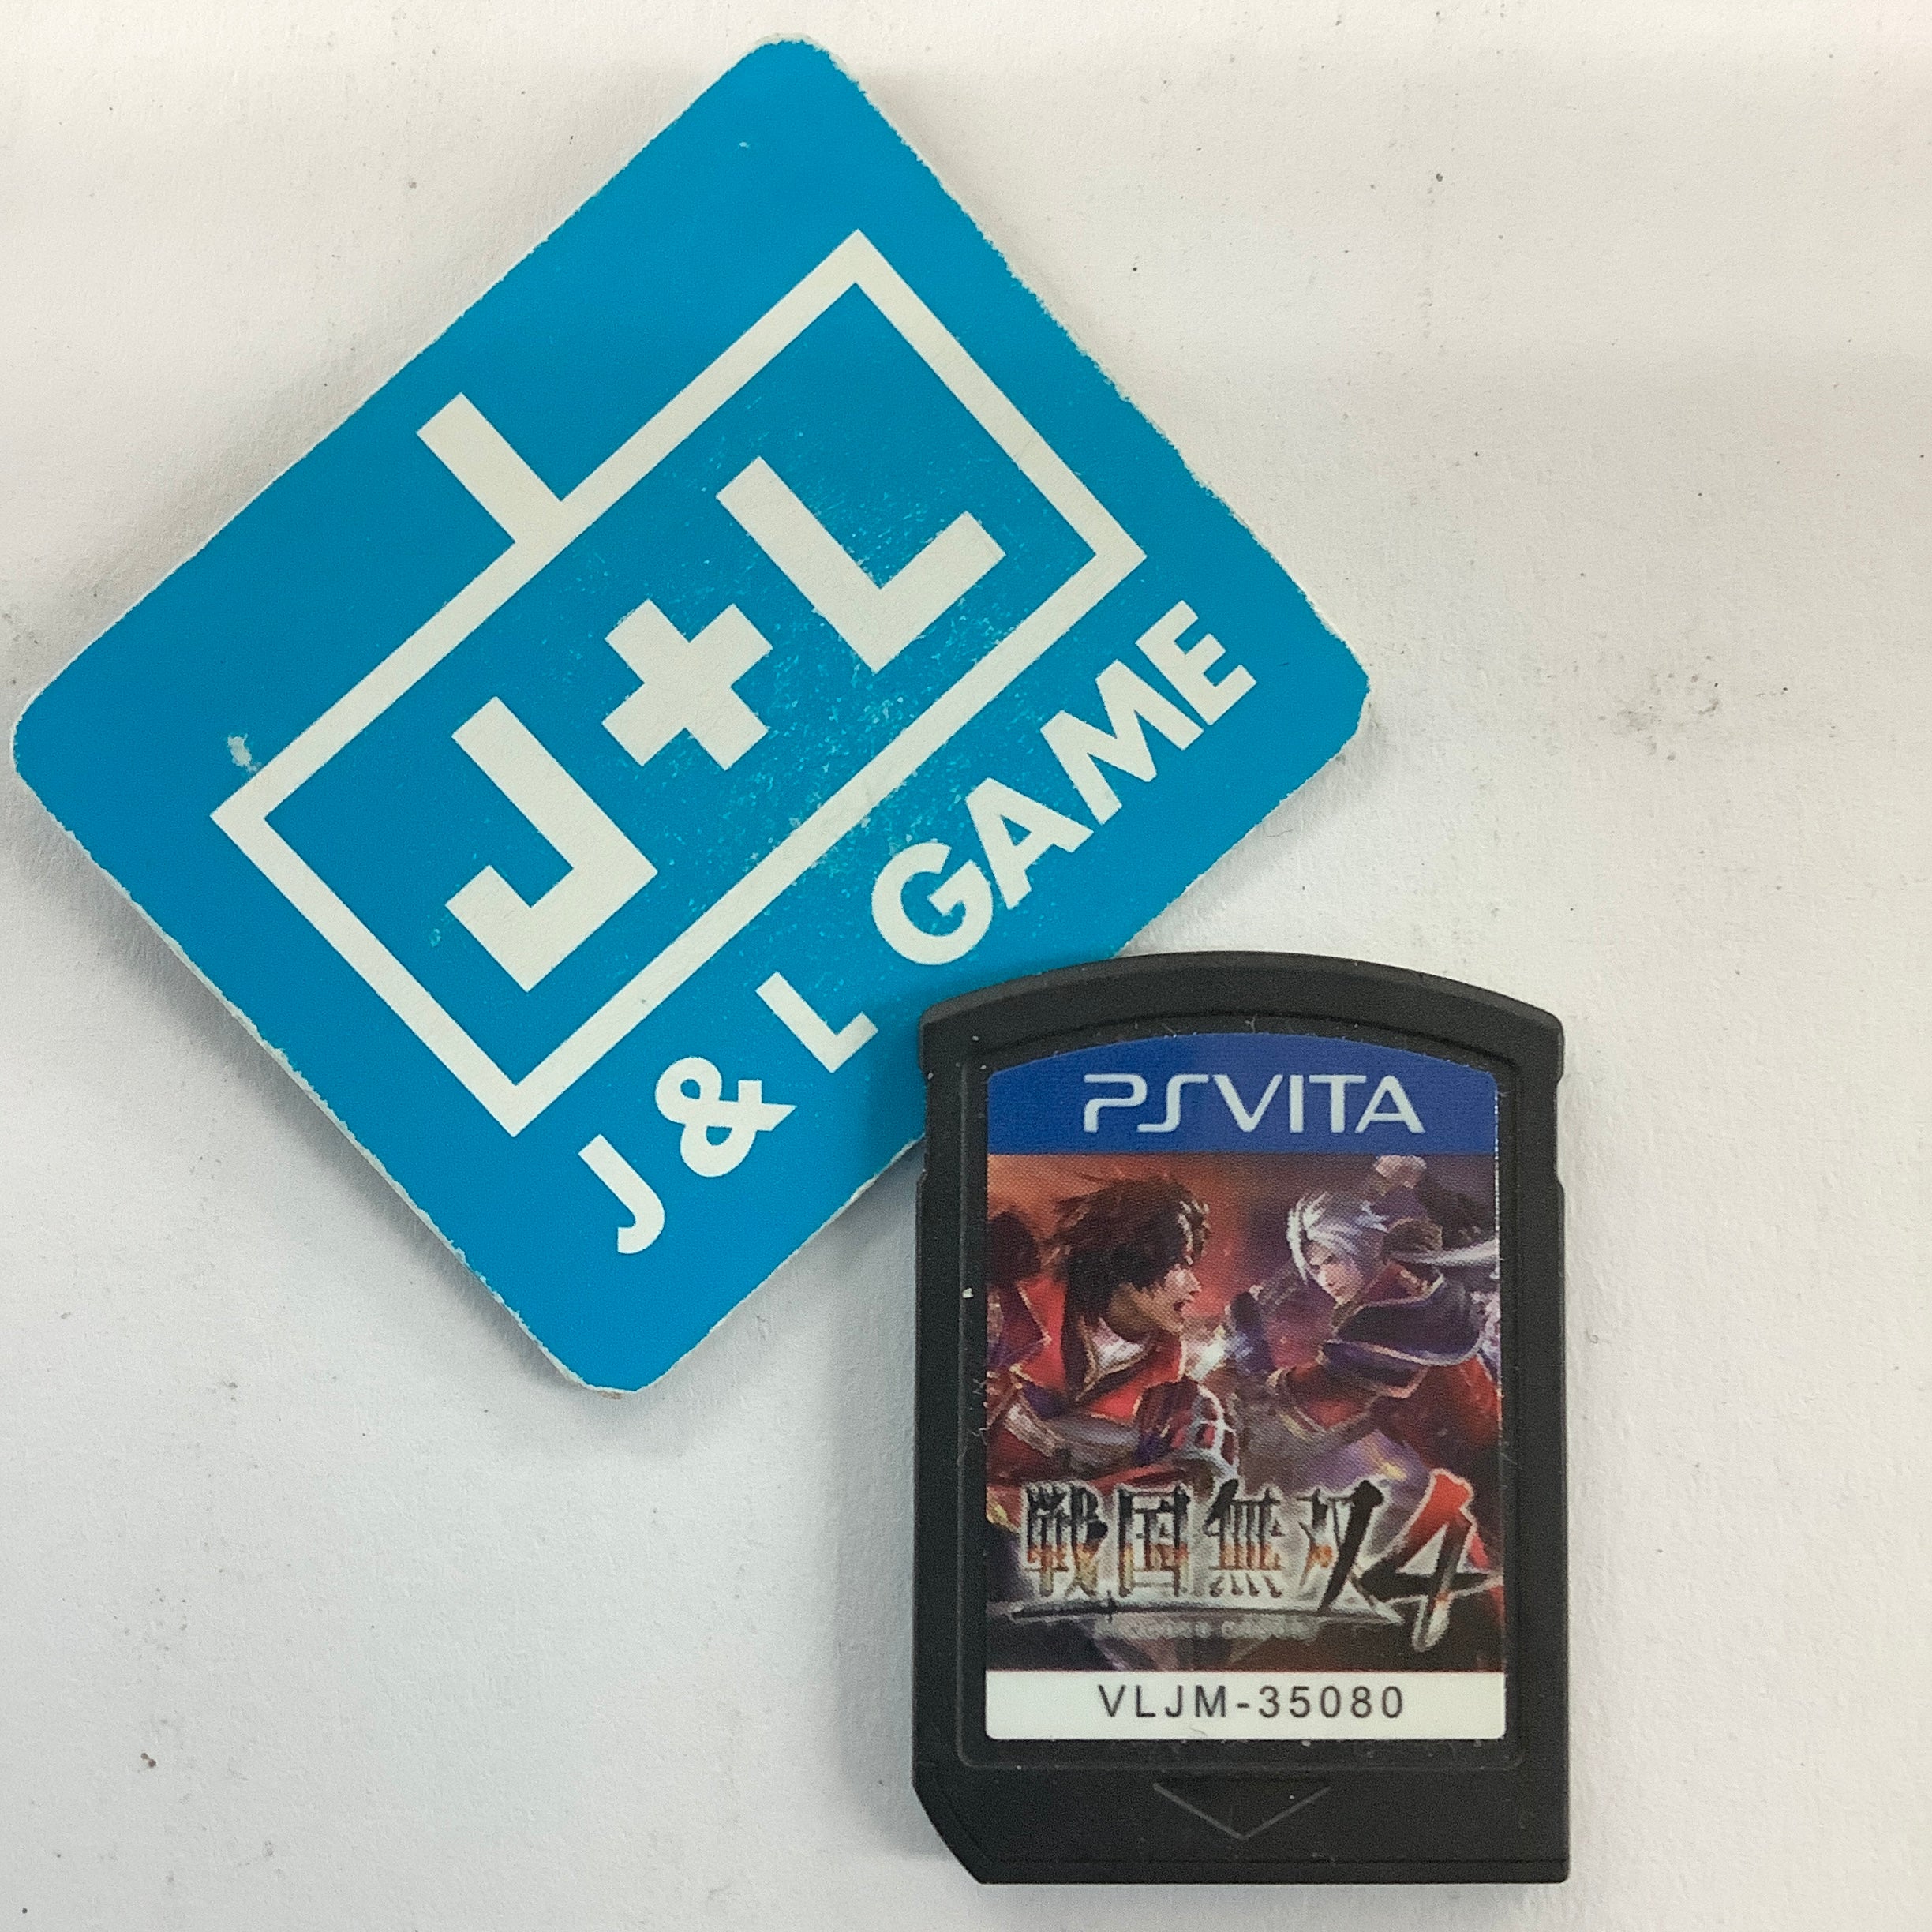 J+L
J & L GAME
PSVITA
戦国無双4
VLJM-35080